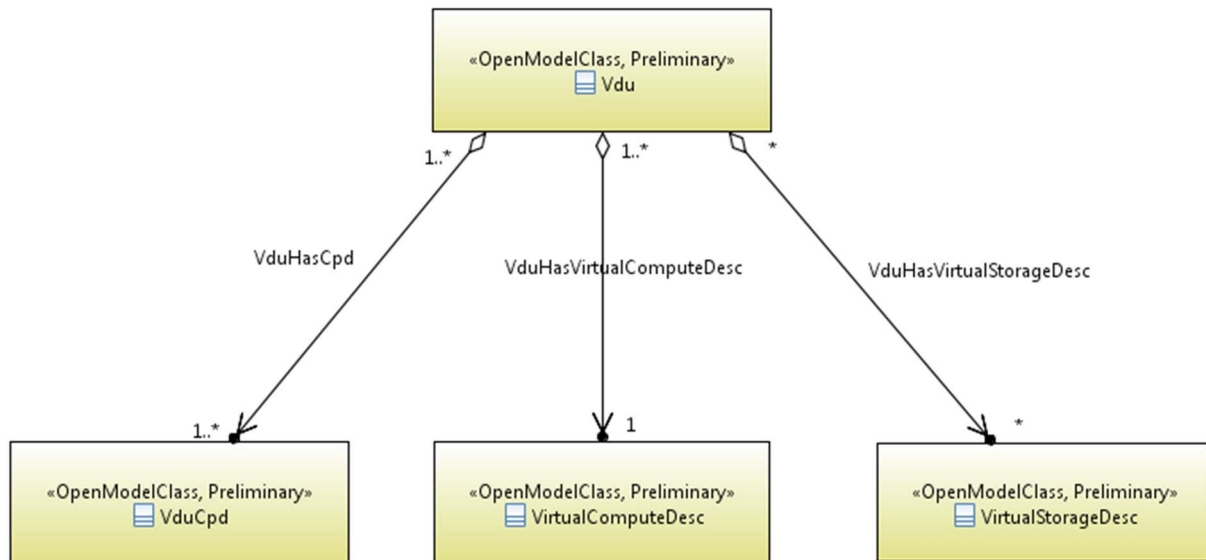 «OpenModelClass, Preliminary»
Vdu
1..*
1..*
*
VduHasCpd
VduHasVirtualComputeDesc
VduHasVirtualStorageDesc
1..*
1
*
«OpenModelClass, Preliminary»
VduCpd
«OpenModelClass, Preliminary»
VirtualComputeDesc
«OpenModelClass, Preliminary»
VirtualStorageDesc